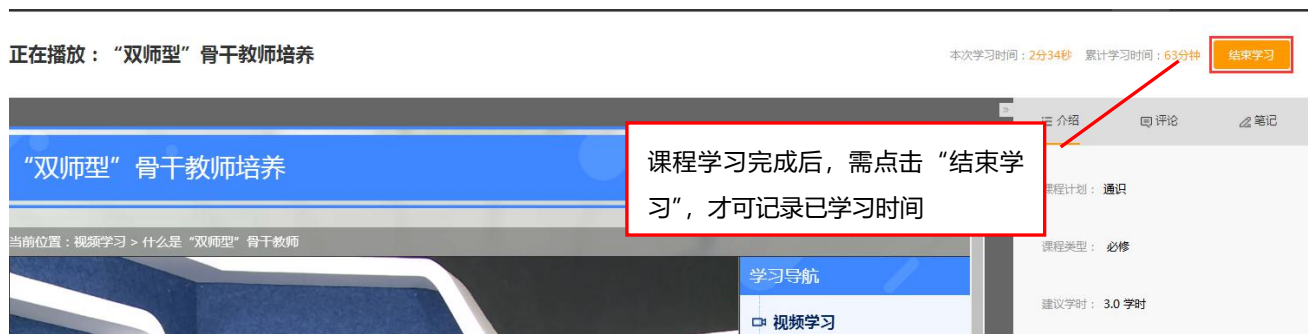 正在播放：“双师型”骨干教师培养
本次学习时间：2分34秒 累计学习时间：63分钟 结束学习
介绍 评论 笔记
“双师型”骨干教师培养
课程学习完成后，需点击“结束学
习”，才可记录已学习时间
课程计划： 通识
当前位置：视频学习 > 什么是“双师型”骨干教师
课程类型： 必修
学习导航
建议学时： 3.0 学时
视频学习